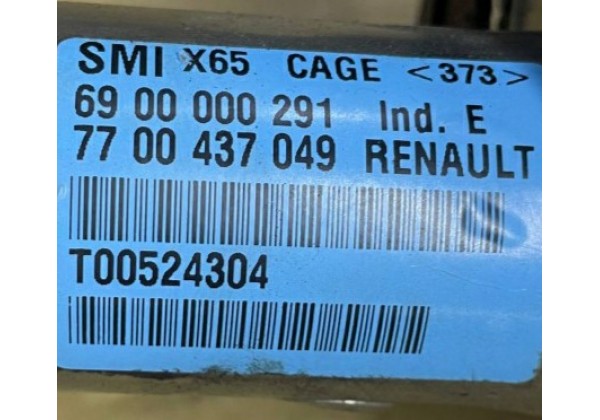 SMI X65 CAGE <373>
69 00 000 291 Ind. E
77 00 437 049 RENAULT
T00524304